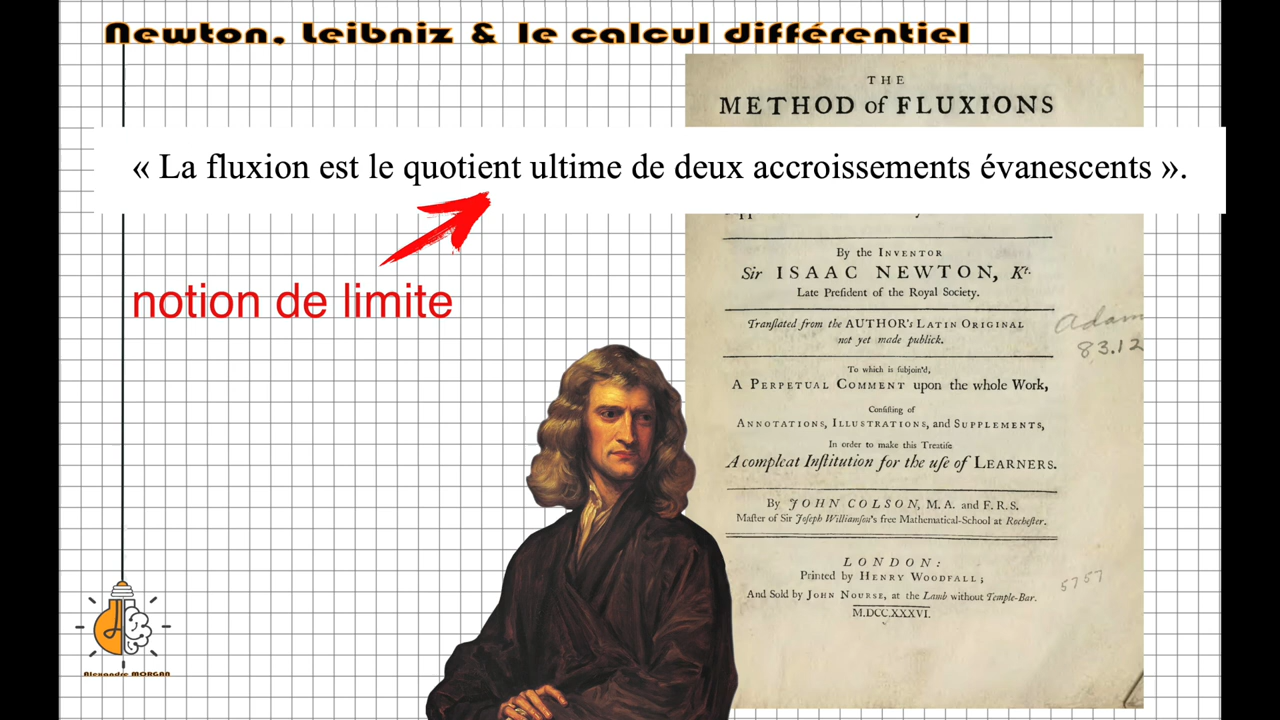 Newton, Leibniz & le calcul différentiel
THE
METHOD of FLUXIONS
« La fluxion est le quotient ultime de deux accroissements évanescents ».
notion de limite
By the INVENTOR
Sir ISAAC NEWTON, Kt.
Late Preſident of the Royal Society.
Tranſlated from the AUTHOR's LATIN ORIGINAL
not yet made publick.
To which is ſubjoin'd,
A PERPETUAL COMMENT upon the whole Work,
Conſiſting of
ANNOTATIONS, ILLUSTRATIONS, and SUPPLEMENTS,
In order to make this Treatiſe
A compleat Inſtitution for the uſe of LEARNERS.
By JOHN COLSON, M.A. and F.R.S.
Maſter of Sir Joſeph Williamſon's free Mathematical-School at Rocheſter.
LONDON:
Printed by HENRY WOODFALL;
And Sold by JOHN NOURSE, at the Lamb without Temple-Bar.
M.DCC.XXXVI.
Adam
83.12
5757
Alexandre MORGAN